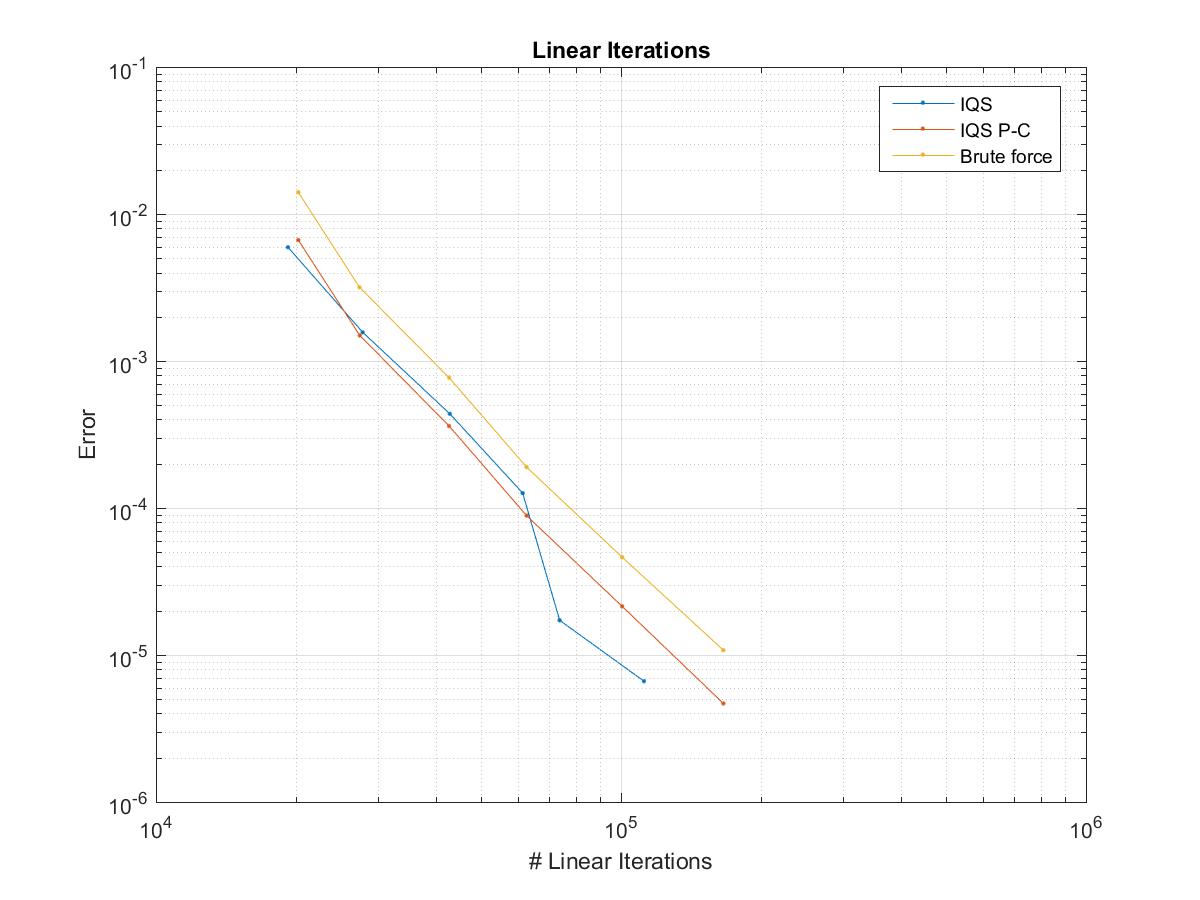 Linear Iterations
10^-1
10^-2
10^-3
10^-4
10^-5
10^-6
Error
10^4
10^5
10^6
# Linear Iterations
IQS
IQS P-C
Brute force